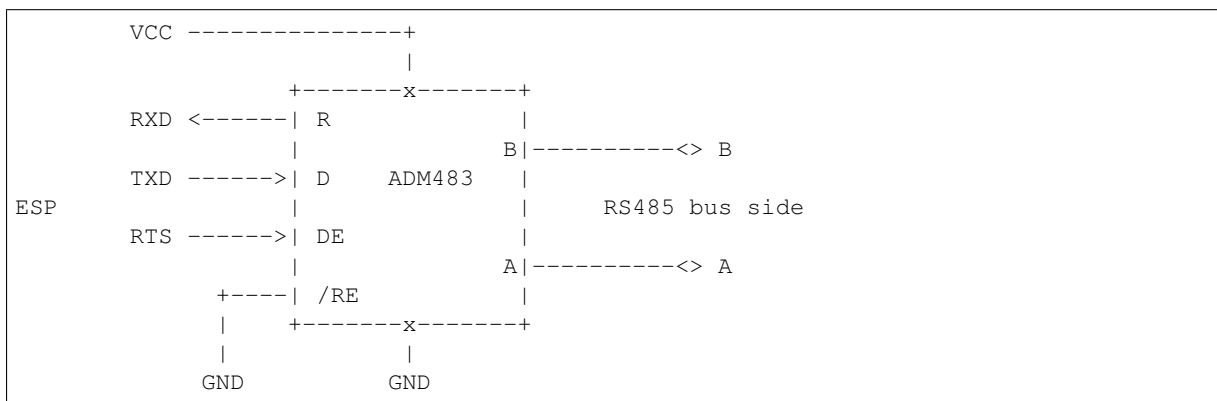 VCC ---------------+
|
+-------x-------+
RXD <------| R |
| B|----------<> B
TXD ------>| D ADM483 |
ESP | | RS485 bus side
RTS ------>| DE |
| A|----------<> A
+----| /RE |
| +-------x-------+
| |
GND GND